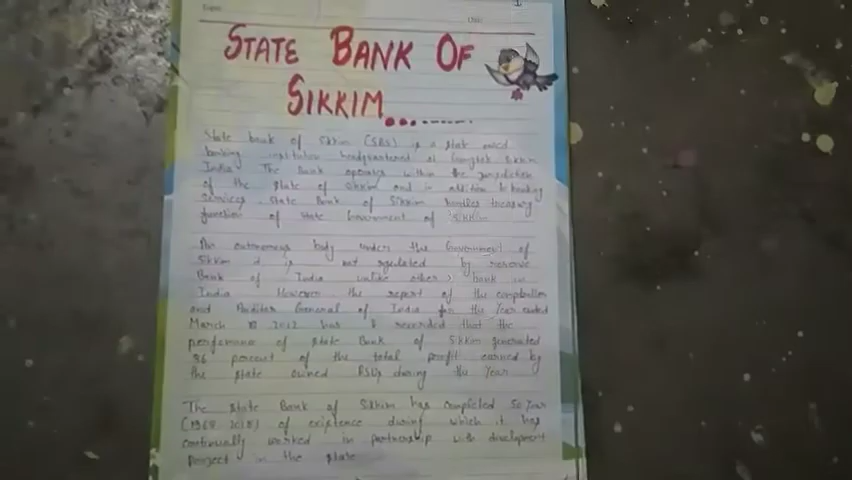 STATE BANK OF
SIKKIM........
State bank of Sikkim (SBS) is a state owned
banking institution headquartered at Gangtok Sikkim
India. The Bank operates within the jurisdiction
of the state of sikkim and in addition to banking
services, State Bank of Sikkim handles treasury
function of State Government of Sikkim
An autonomous body under the Government of
Sikkim it is not regulated by reserve
Bank of India unlike other bank in
India However the report of the
and Auditor General of India for the Year ended
March 2012 has recorded that the
performance of State Bank of Sikkim generated
86 percent of the total profit earned by
the state owned during the Year
The State Bank of Sikkim has completed 50 Year
(1968 2018) of existence during which it has
continually worked in partnership with development
project in the state